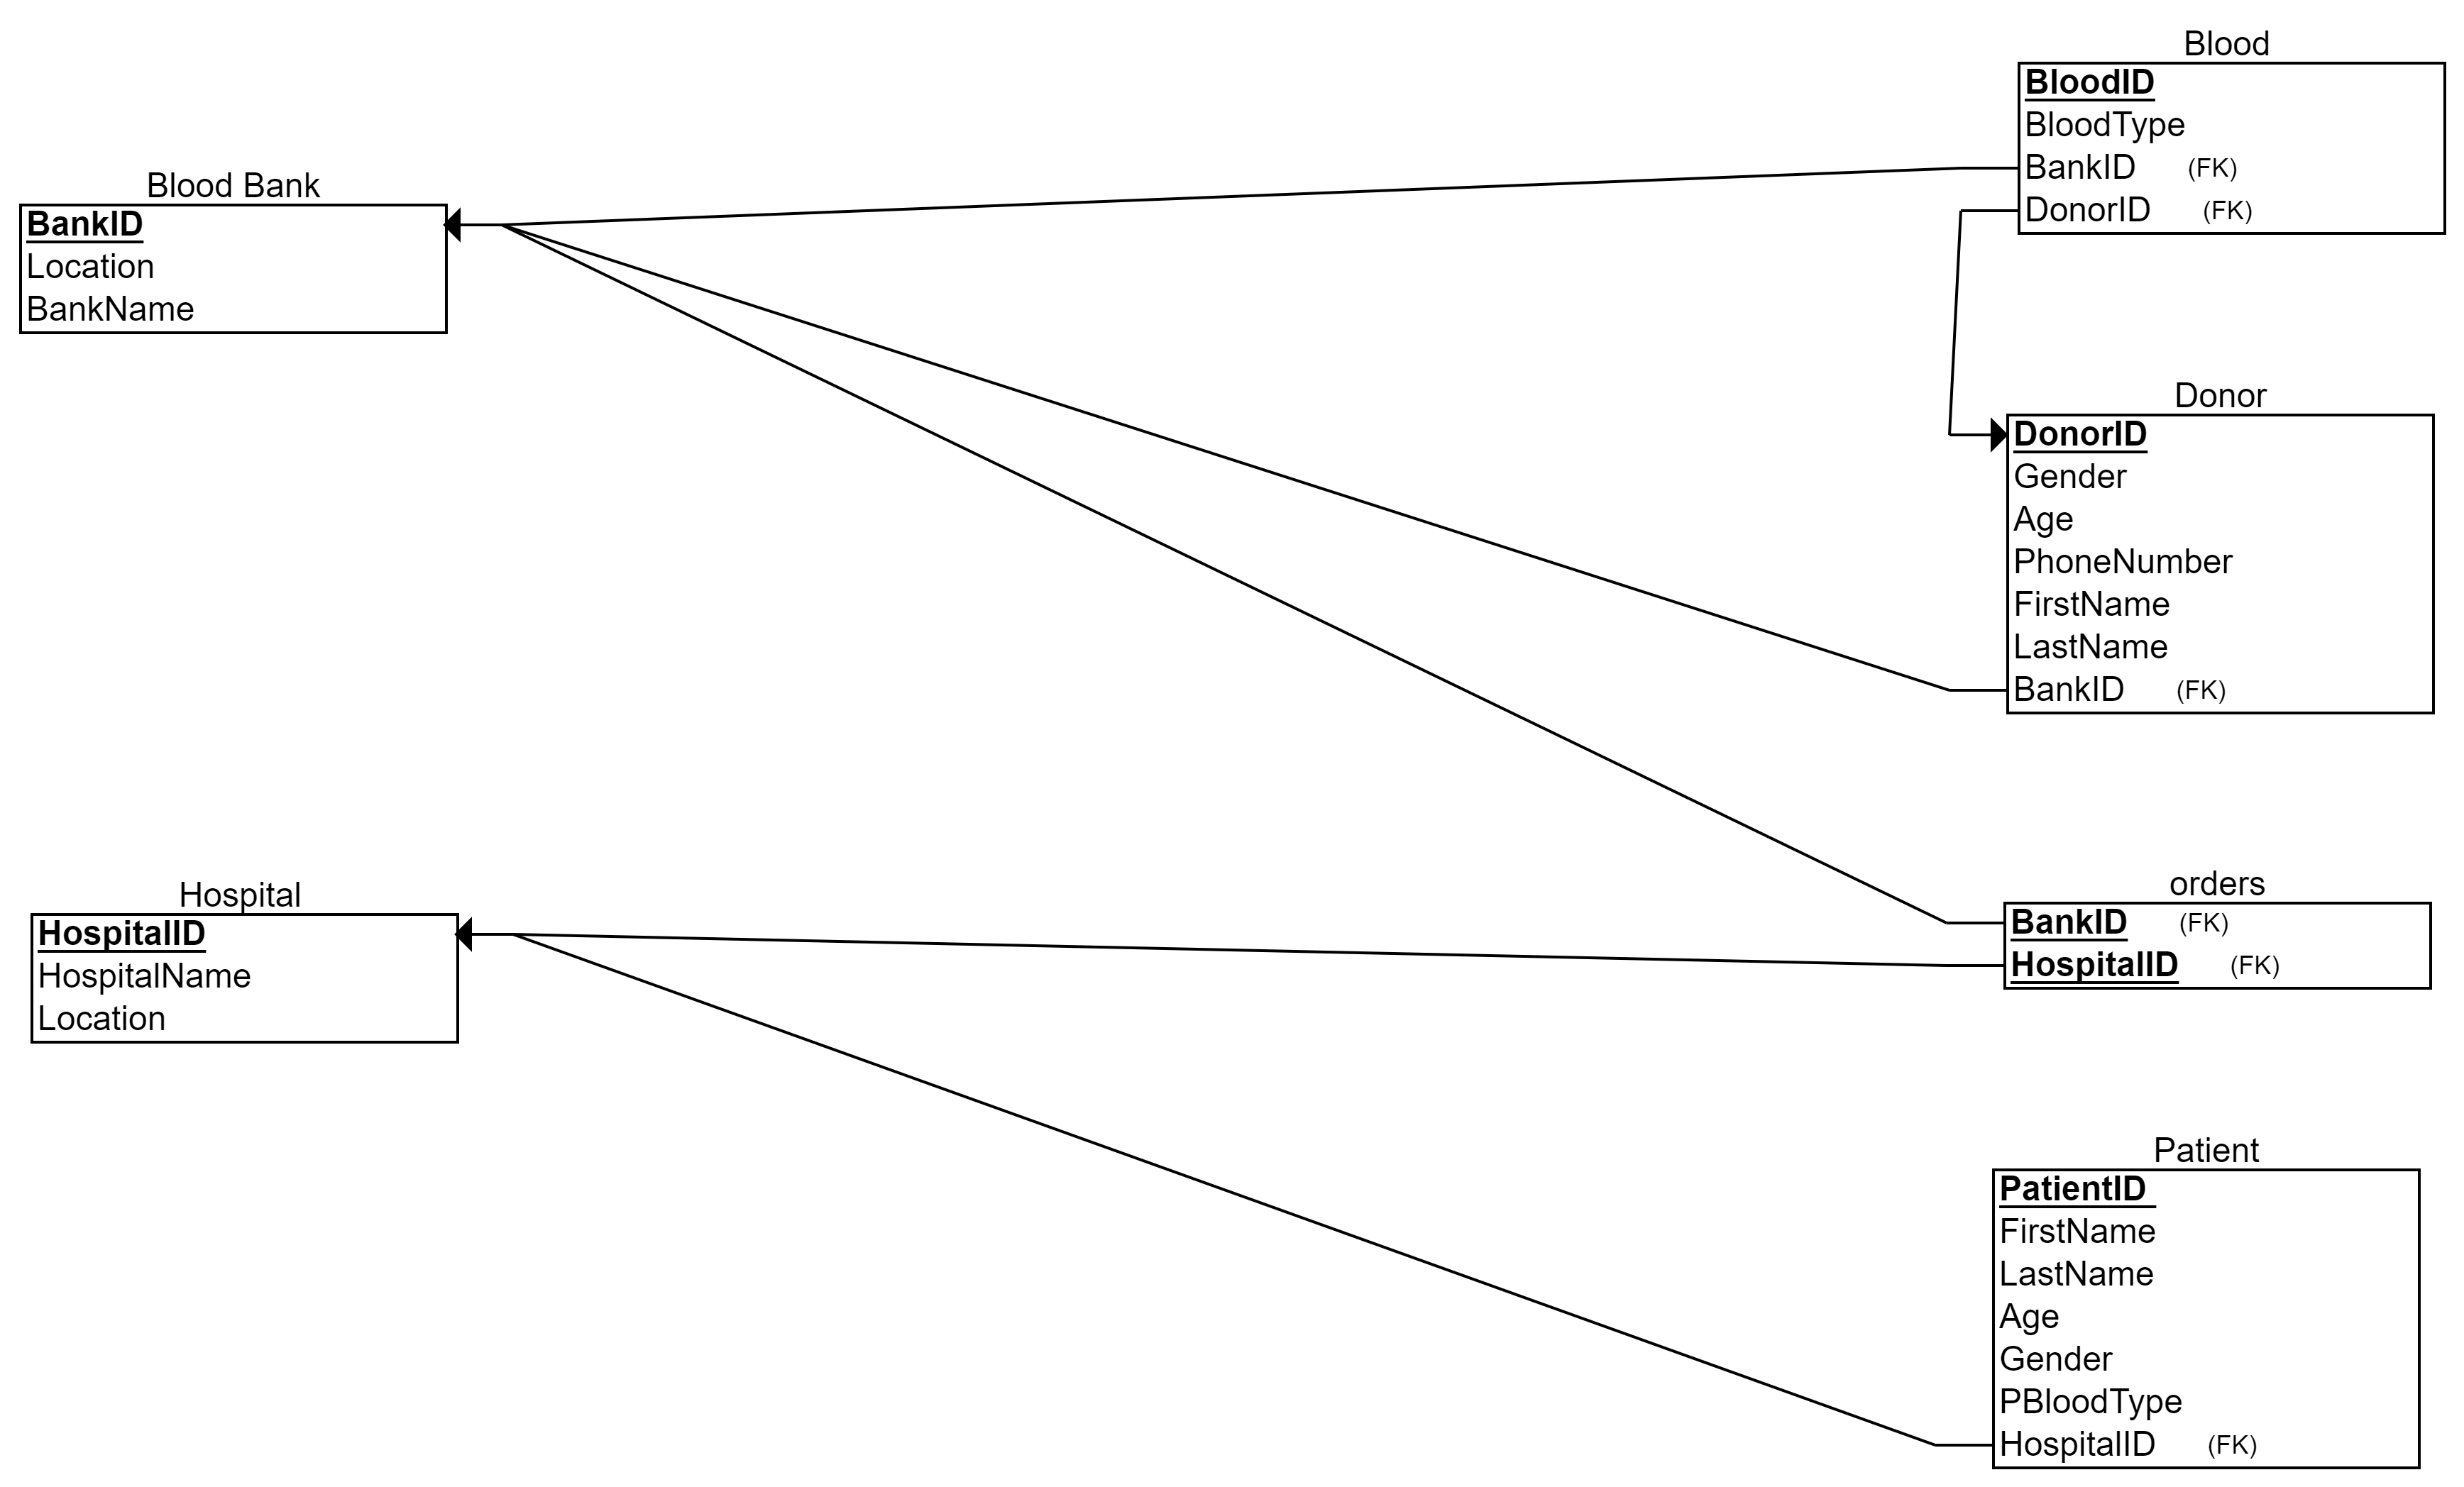 Blood Bank
BankID
Location
BankName
Blood
BloodID
BloodType
BankID (FK)
DonorID (FK)
Donor
DonorID
Gender
Age
PhoneNumber
FirstName
LastName
BankID (FK)
Hospital
HospitalID
HospitalName
Location
orders
BankID (FK)
HospitalID (FK)
Patient
PatientID
FirstName
LastName
Age
Gender
PBloodType
HospitalID (FK)